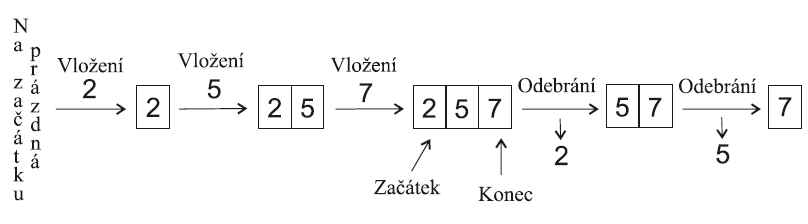 Na začátku
prázdná
Vložení
2
2
Vložení
5
2 5
Vložení
7
2 5 7
Začátek
Konec
Odebrání
2
5 7
Odebrání
5
7